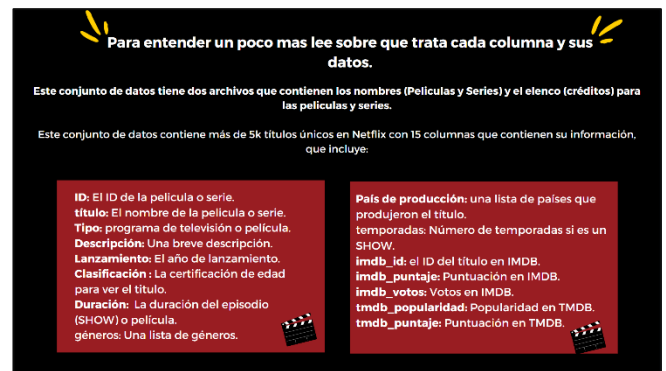 Para entender un poco mas lee sobre que trata cada columna y sus
datos.
Este conjunto de datos tiene dos archivos que contienen los nombres (Peliculas y Series) y el elenco (créditos) para
las peliculas y series.
Este conjunto de datos contiene más de 5k títulos únicos en Netflix con 15 columnas que contienen su información,
que incluye:
ID: El ID de la pelicula o serie.
título: El nombre de la pelicula o serie.
Tipo: programa de televisión o película.
Descripción: Una breve descripción.
Lanzamiento: El año de lanzamiento.
Clasificación : La certificación de edad
para ver el titulo.
Duración: La duración del episodio
(SHOW) o película.
géneros: Una lista de géneros.
País de producción: una lista de países que
produjeron el título.
temporadas: Número de temporadas si es un
SHOW.
imdb_id: el ID del título en IMDB.
imdb_puntaje: Puntuación en IMDB.
imdb_votos: Votos en IMDB.
tmdb_popularidad: Popularidad en TMDB.
tmdb_puntaje: Puntuación en TMDB.